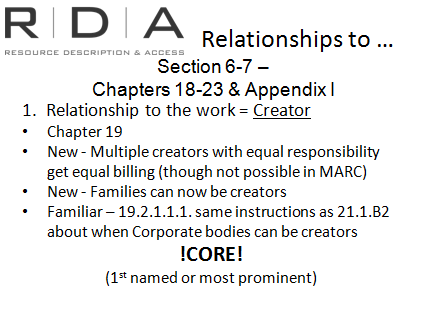 R | D | A
RESOURCE DESCRIPTION & ACCESS
Relationships to ...
Section 6-7 –
Chapters 18-23 & Appendix I
1. Relationship to the work = Creator
• Chapter 19
• New - Multiple creators with equal responsibility
get equal billing (though not possible in MARC)
• New - Families can now be creators
• Familiar – 19.2.1.1.1. same instructions as 21.1.B2
about when Corporate bodies can be creators
!CORE!
(1st named or most prominent)